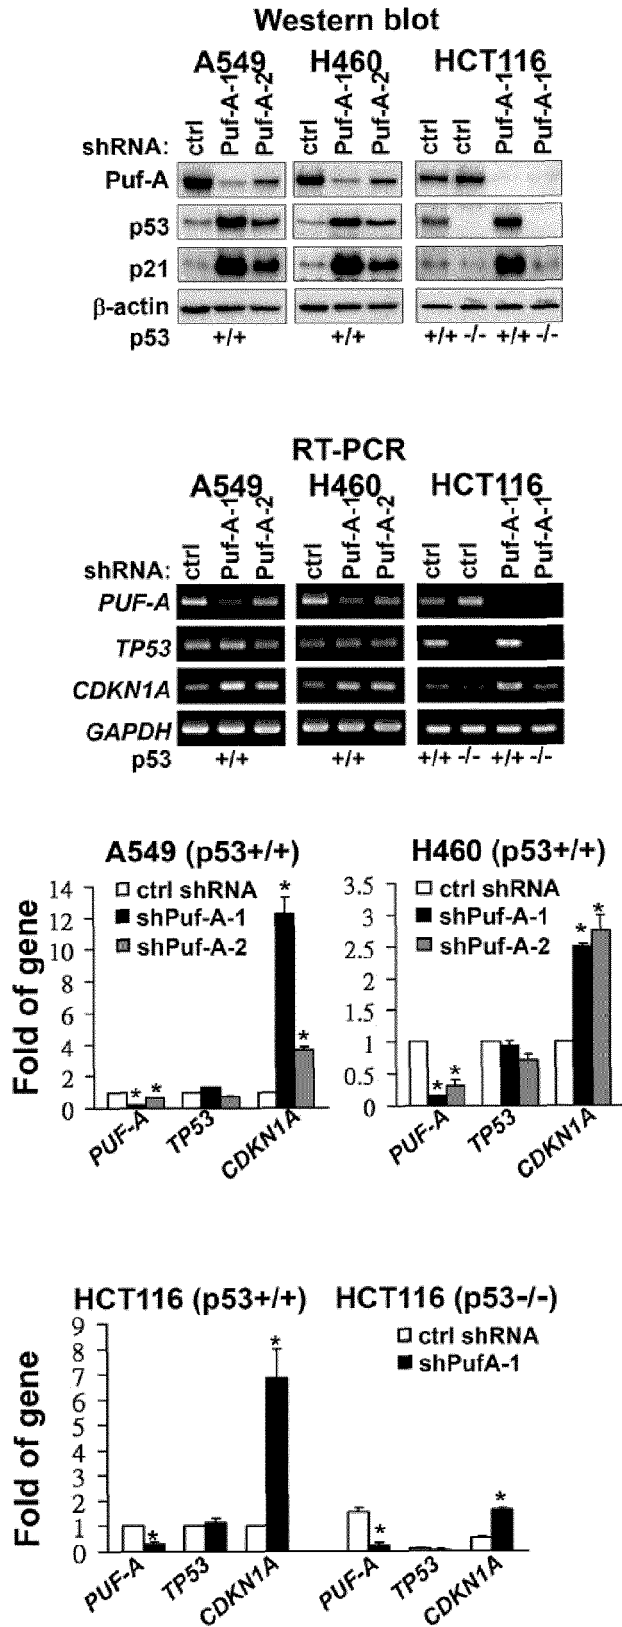 Western blot
A549 H460 HCT116
shRNA: ctrl Puf-A-1 Puf-A-2 ctrl Puf-A-1 Puf-A-2 ctrl ctrl Puf-A-1 Puf-A-1
Puf-A
p53
p21
β-actin
p53 +/+ +/+ +/+ -/- +/+ -/-
RT-PCR
A549 H460 HCT116
shRNA: ctrl Puf-A-1 Puf-A-2 ctrl Puf-A-1 Puf-A-2 ctrl ctrl Puf-A-1 Puf-A-1
PUF-A
TP53
CDKN1A
GAPDH
p53 +/+ +/+ +/+ -/- +/+ -/-
A549 (p53+/+)
Fold of gene
14
12
10
8
6
4
2
0
ctrl shRNA
shPuf-A-1
shPuf-A-2
* * * *
PUF-A TP53 CDKN1A
H460 (p53+/+)
3.5
3
2.5
2
1.5
1
0.5
0
ctrl shRNA
shPuf-A-1
shPuf-A-2
* * * *
PUF-A TP53 CDKN1A
HCT116 (p53+/+) HCT116 (p53-/-)
Fold of gene
9
8
7
6
5
4
3
2
1
0
ctrl shRNA
shPufA-1
* * * *
PUF-A TP53 CDKN1A PUF-A TP53 CDKN1A